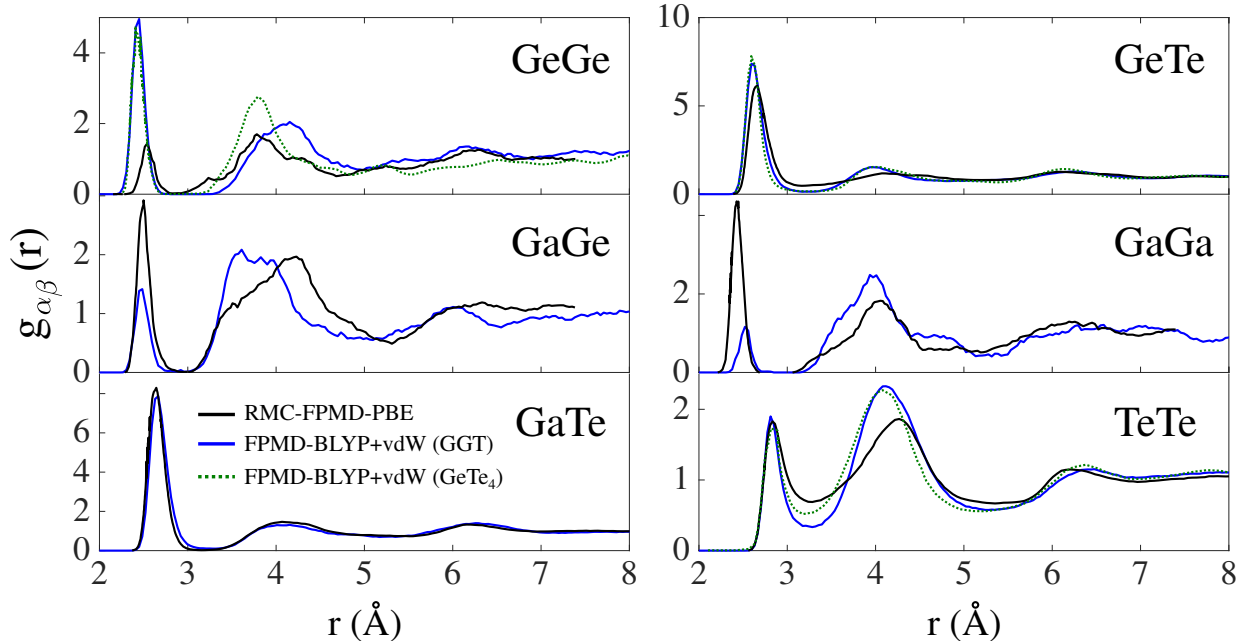 GeGe
0
2
4
GeTe
0
5
10
GaGe
0
1
2
GaGa
0
2
g αβ (r)
GaTe
0
2
4
6
RMC-FPMD-PBE
FPMD-BLYP+vdW (GGT)
FPMD-BLYP+vdW (GeTe4)
TeTe
0
1
2
2 3 4 5 6 7 8
2 3 4 5 6 7 8
r (Å)
r (Å)